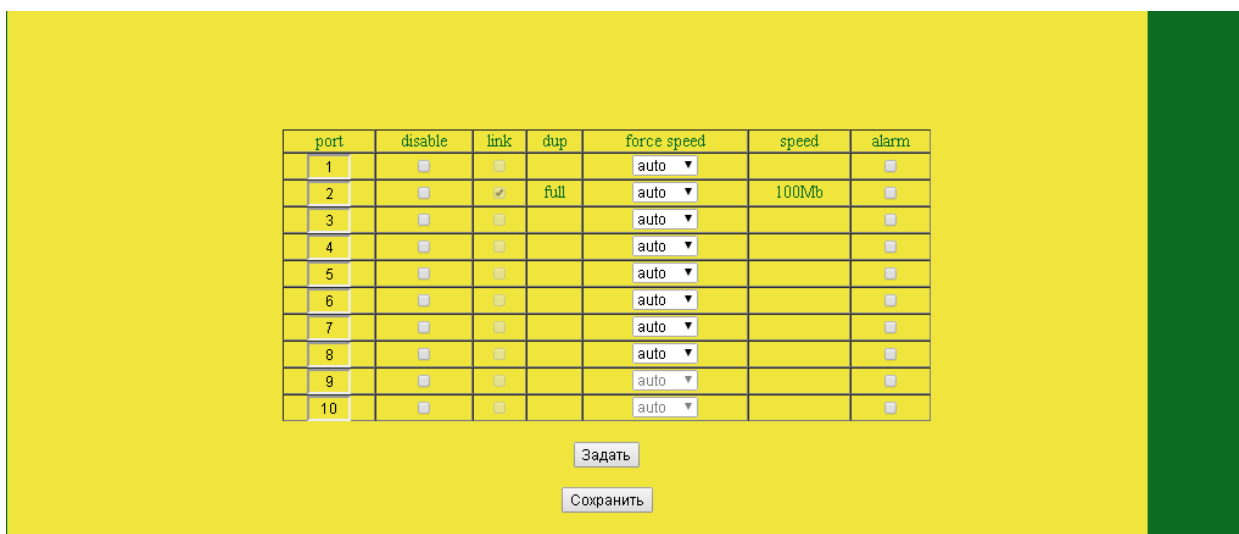 port disable link dup force speed speed alarm
1 auto
2 full auto 100Mb
3 auto
4 auto
5 auto
6 auto
7 auto
8 auto
9 auto
10 auto
Задать
Сохранить